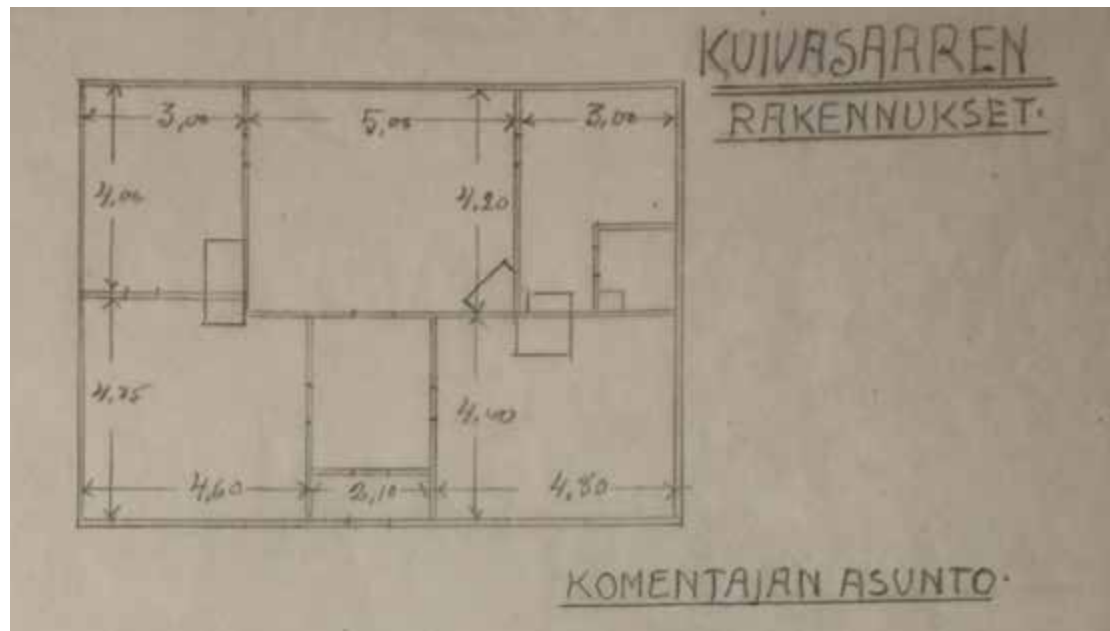 KUIVASAAREN
RAKENNUKSET.
3,00 5,00 3,00
4,00 4,20
4,75 4,40
4,60 2,10 4,80
KOMENTAJAN ASUNTO.